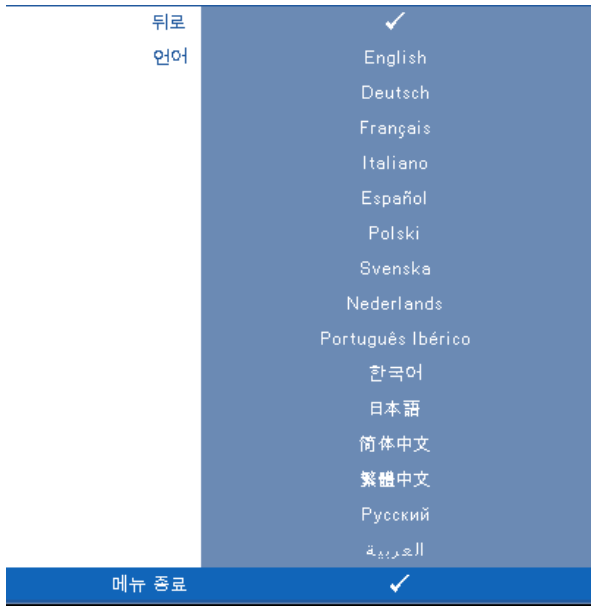 뒤로 ✓
언어 English
Deutsch
Français
Italiano
Español
Polski
Svenska
Nederlands
Português Ibérico
한국어
日本語
简体中文
繁體中文
Русский
العربية
메뉴 종료 ✓